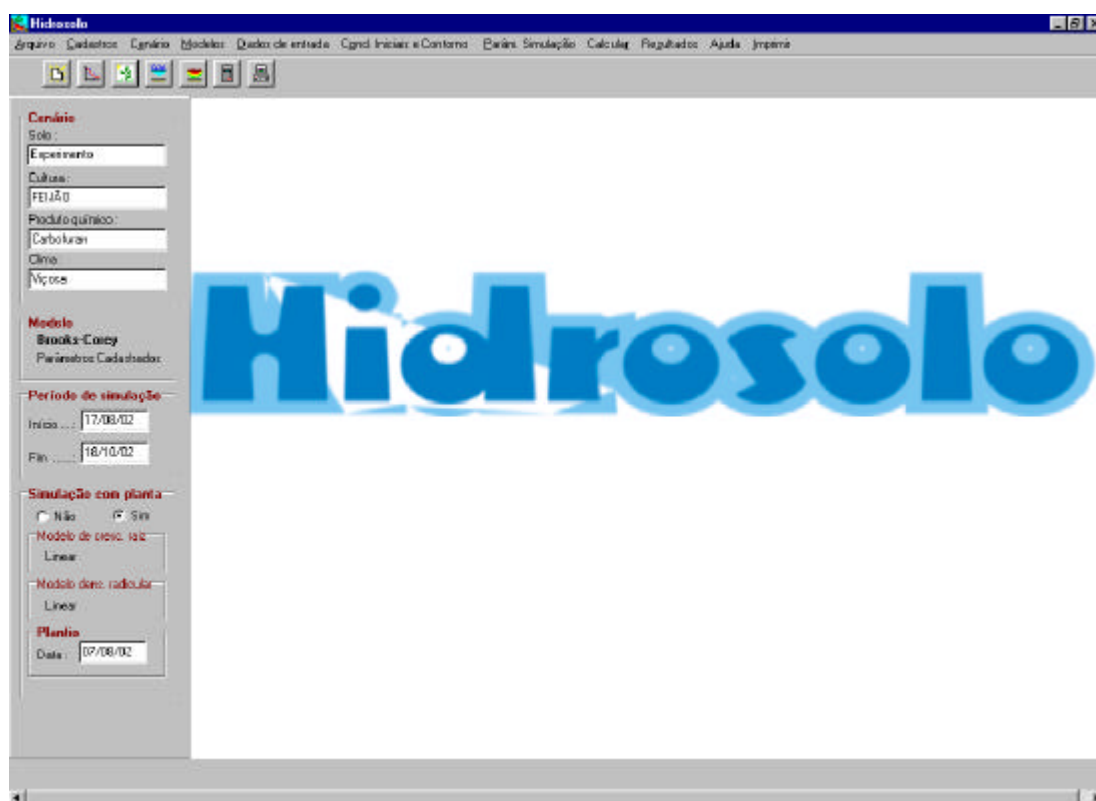 Hidrosolo
Arquivo Cadastros Cenário Modelos Dados de entrada Cond. Iniciais e Contorno Parâm. Simulação Calcular Resultados Ajuda Imprimir
Cenário
Solo :
Experimento
Cultura :
FEIJÃO
Produto químico :
Carbofuran
Clima
Viçosa
Hidrosolo
Modelo
Brooks-Corey
Parâmetros Cadastrados
Período de simulação
Início ....: 17/08/02
Fim ......: 18/10/02
Simulação com planta
Não Sim
Modelo de cresc. raiz
Linear
Modelo dens. radicular
Linear
Plantio
Data : 07/08/02